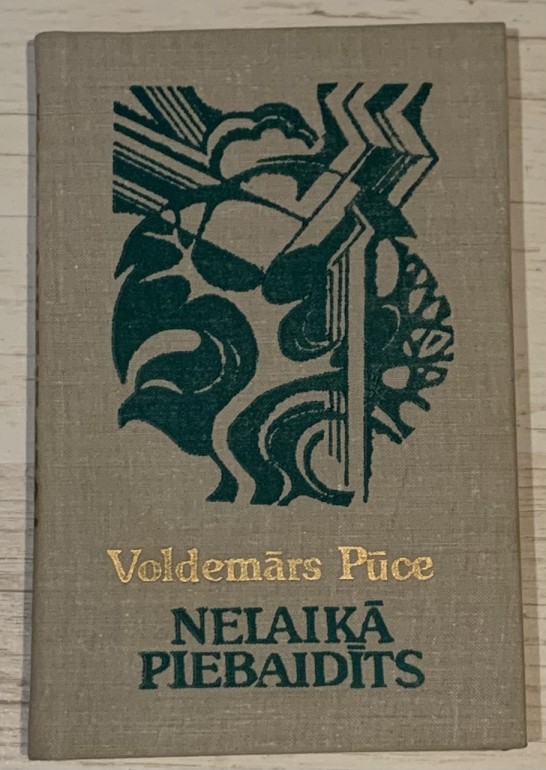 Voldemārs Pūce
NELAIKĀ
PIEBAIDĪTS